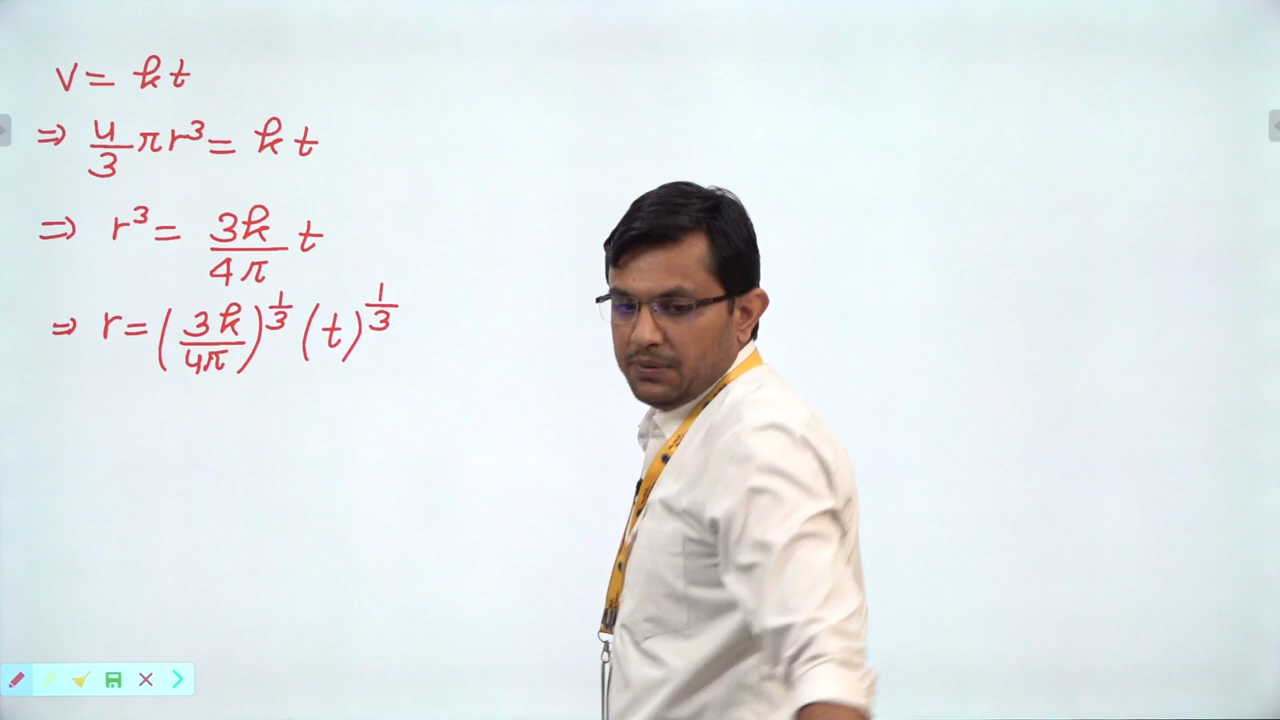 V = kt
⇒ 4/3 πr³ = kt
⇒ r³ = 3k/4π t
⇒ r = (3k/4π)^1/3 (t)^1/3